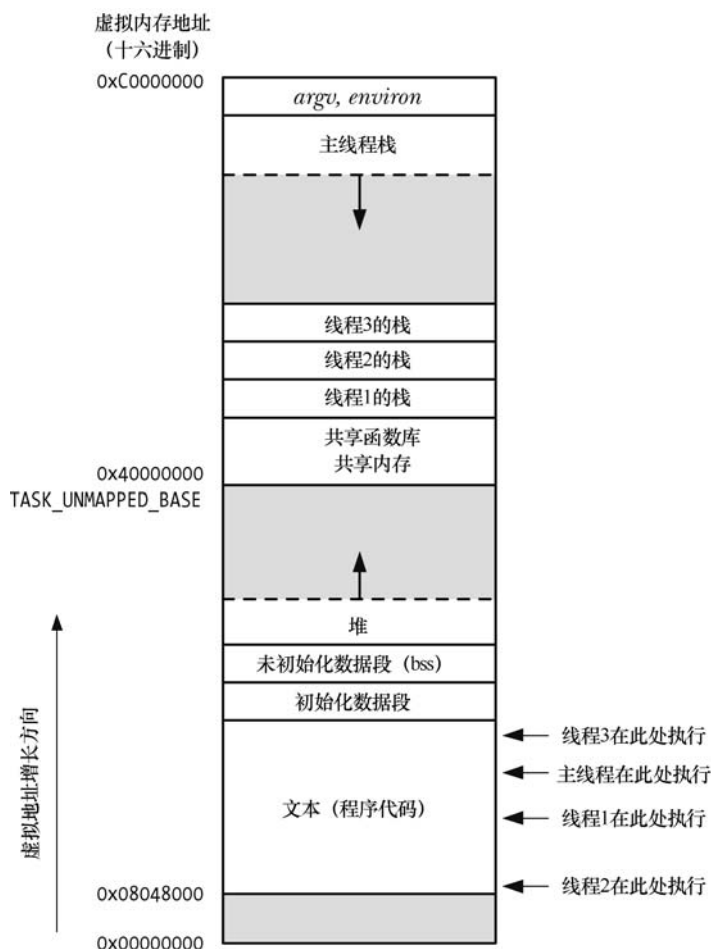 虚拟内存地址
（十六进制）
0xC0000000
argv, environ
主线程栈
线程3的栈
线程2的栈
线程1的栈
共享函数库
共享内存
0x40000000
TASK_UNMAPPED_BASE
堆
未初始化数据段（bss）
初始化数据段
线程3在此处执行
主线程在此处执行
文本（程序代码）
线程1在此处执行
线程2在此处执行
虚拟地址增长方向
0x08048000
0x00000000